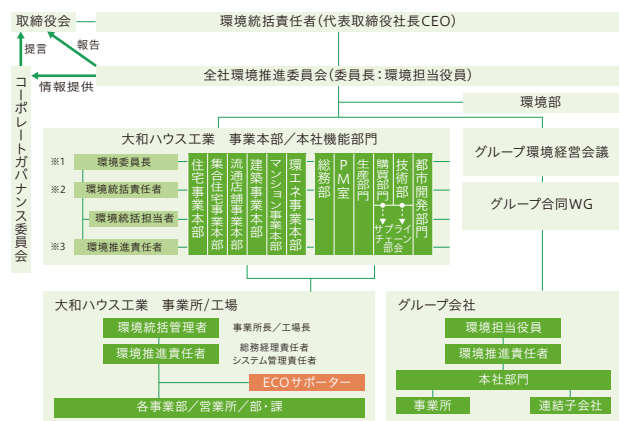 取締役会
環境統括責任者（代表取締役社長CEO）
提言
報告
全社環境推進委員会（委員長：環境担当役員）
情報提供
コーポレートガバナンス委員会
環境部
大和ハウス工業　事業本部／本社機能部門
※1
環境委員長
※2
環境統括責任者
環境統括担当者
※3
環境推進責任者
住宅事業本部
集合住宅事業本部
流通店舗事業本部
建築事業本部
マンション事業本部
環エネ事業本部
総務部
PM室
生産部門
購買部門
技術部
サプライ
チェーン
部会
都市開発部門
グループ環境経営会議
グループ合同WG
大和ハウス工業　事業所/工場
環境統括管理者
事業所長／工場長
環境推進責任者
総務経理責任者
システム管理責任者
ECOサポーター
各事業部／営業所／部・課
グループ会社
環境担当役員
環境推進責任者
本社部門
事業所
連結子会社